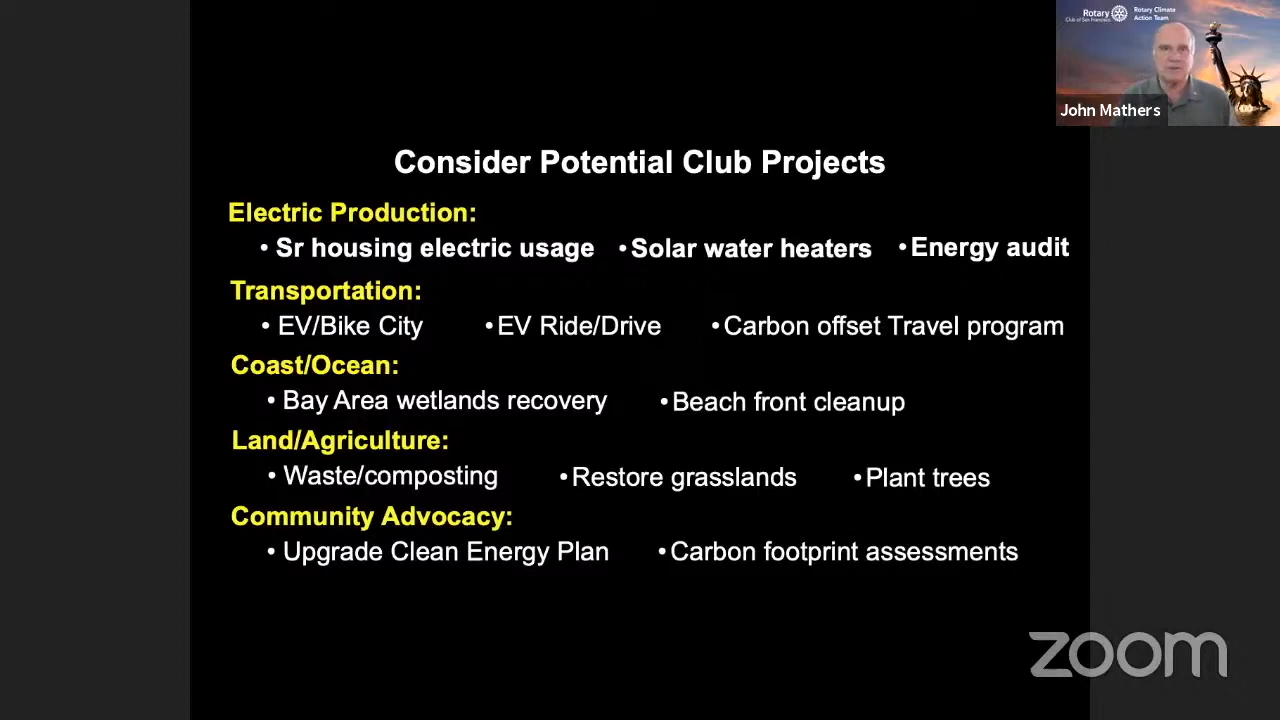 Rotary
Club of San Francisco
Rotary Climate
Action Team
John Mathers
Consider Potential Club Projects
Electric Production:
• Sr housing electric usage • Solar water heaters • Energy audit
Transportation:
• EV/Bike City • EV Ride/Drive • Carbon offset Travel program
Coast/Ocean:
• Bay Area wetlands recovery • Beach front cleanup
Land/Agriculture:
• Waste/composting • Restore grasslands • Plant trees
Community Advocacy:
• Upgrade Clean Energy Plan • Carbon footprint assessments
zoom